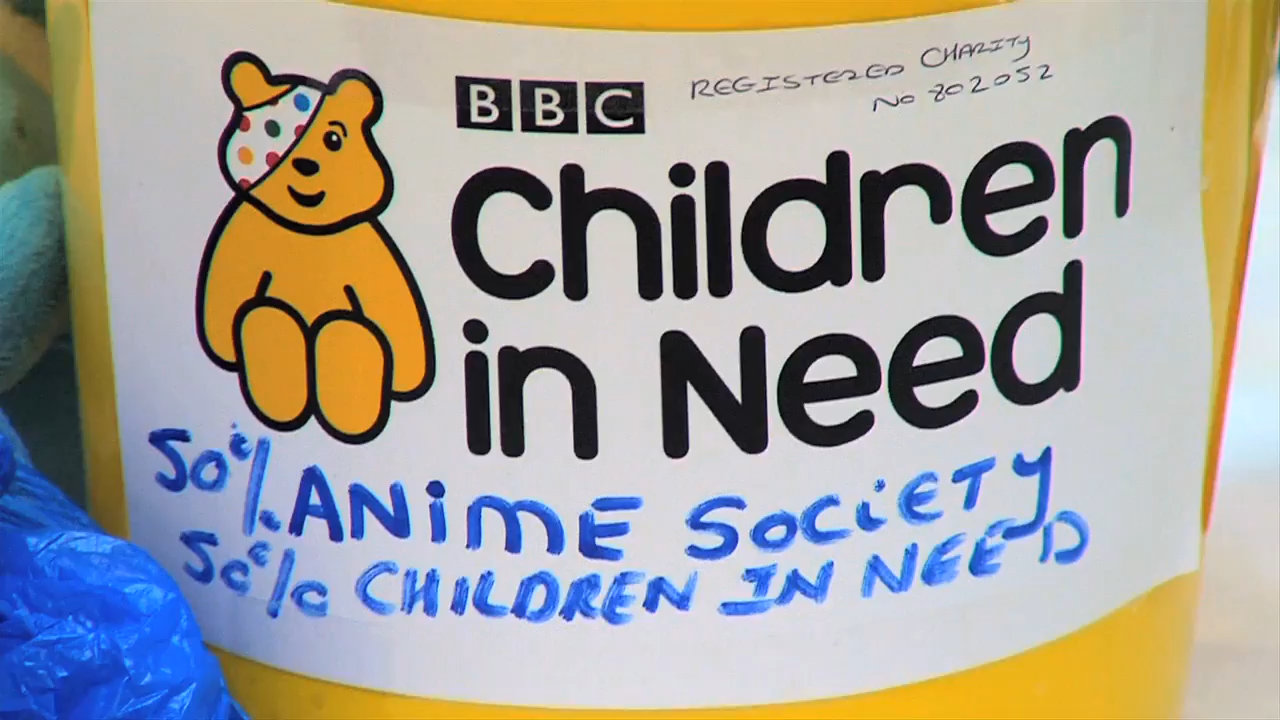 BBC
REGISTERED CHARITY
No 802052
Children
in Need
50% ANIME SOCIETY
50% CHILDREN IN NEED